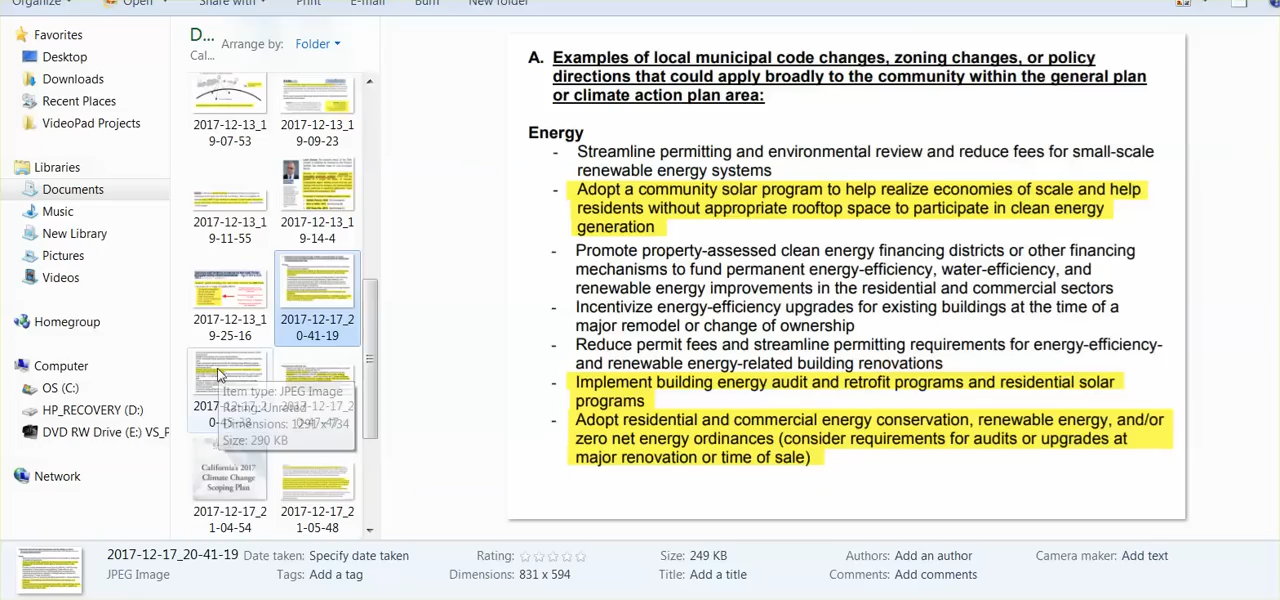 Organize
Open
Share with
Print
E-mail
Burn
New folder
Favorites
Desktop
Downloads
Recent Places
VideoPad Projects
Libraries
Documents
Music
New Library
Pictures
Videos
Homegroup
Computer
OS (C:)
HP_RECOVERY (D:)
DVD RW Drive (E:) VS_P
Network
D...
Cal...
Arrange by: Folder
2017-12-13_1
9-07-53
2017-12-13_1
9-09-23
2017-12-13_1
9-11-55
2017-12-13_1
9-14-4
2017-12-13_1
9-25-16
2017-12-17_2
0-41-19
Item type: JPEG Image
Rating: Unrated
Dimensions: 1291 x 734
Size: 290 KB
California's 2017
Climate Change
Scoping Plan
2017-12-17_2
1-04-54
2017-12-17_2
1-05-48
A. Examples of local municipal code changes, zoning changes, or policy
directions that could apply broadly to the community within the general plan
or climate action plan area:
Energy
- Streamline permitting and environmental review and reduce fees for small-scale
renewable energy systems
- Adopt a community solar program to help realize economies of scale and help
residents without appropriate rooftop space to participate in clean energy
generation
- Promote property-assessed clean energy financing districts or other financing
mechanisms to fund permanent energy-efficiency, water-efficiency, and
renewable energy improvements in the residential and commercial sectors
- Incentivize energy-efficiency upgrades for existing buildings at the time of a
major remodel or change of ownership
- Reduce permit fees and streamline permitting requirements for energy-efficiency-
and renewable energy-related building renovations
- Implement building energy audit and retrofit programs and residential solar
programs
- Adopt residential and commercial energy conservation, renewable energy, and/or
zero net energy ordinances (consider requirements for audits or upgrades at
major renovation or time of sale)
2017-12-17_20-41-19
JPEG Image
Date taken: Specify date taken
Tags: Add a tag
Rating:
Dimensions: 831 x 594
Size: 249 KB
Title: Add a title
Authors: Add an author
Comments: Add comments
Camera maker: Add text